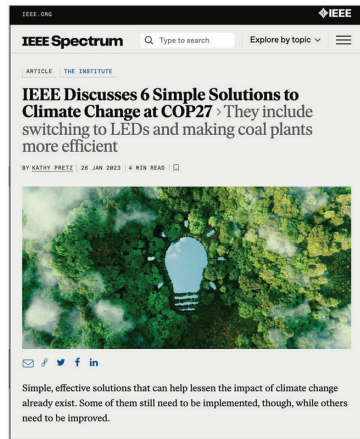 IEEE.ORG
IEEE
IEEE Spectrum
Type to search
Explore by topic
ARTICLE
THE INSTITUTE
IEEE Discusses 6 Simple Solutions to
Climate Change at COP27 > They include
switching to LEDs and making coal plants
more efficient
BY KATHY PRETZ | 26 JAN 2023 | 4 MIN READ |
Simple, effective solutions that can help lessen the impact of climate change
already exist. Some of them still need to be implemented, though, while others
need to be improved.